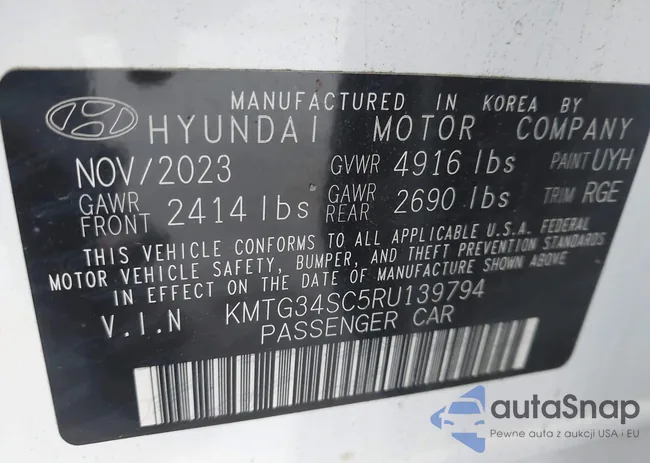 MANUFACTURED IN KOREA BY
HYUNDAI MOTOR COMPANY
NOV/2023 GVWR 4916 lbs PAINT UYH
GAWR FRONT 2414 lbs GAWR REAR 2690 lbs TRIM RGE
THIS VEHICLE CONFORMS TO ALL APPLICABLE U.S.A. FEDERAL
MOTOR VEHICLE SAFETY, BUMPER, AND THEFT PREVENTION STANDARDS
IN EFFECT ON THE DATE OF MANUFACTURE SHOWN ABOVE
V.I.N KMTG34SC5RU139794
PASSENGER CAR
autaSnap
Pewne auta z aukcji USA i EU